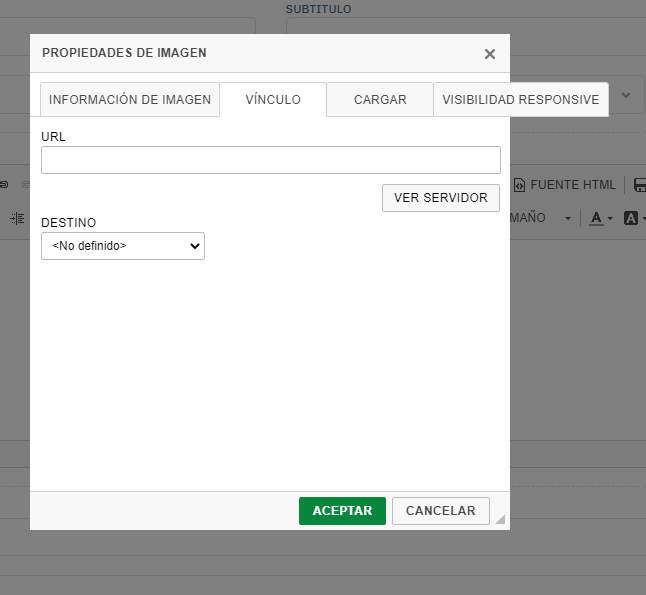 SUBTITULO
PROPIEDADES DE IMAGEN
INFORMACIÓN DE IMAGEN VÍNCULO CARGAR VISIBILIDAD RESPONSIVE
URL
FUENTE HTML
VER SERVIDOR
MAÑO A A
DESTINO
<No definido>
ACEPTAR CANCELAR